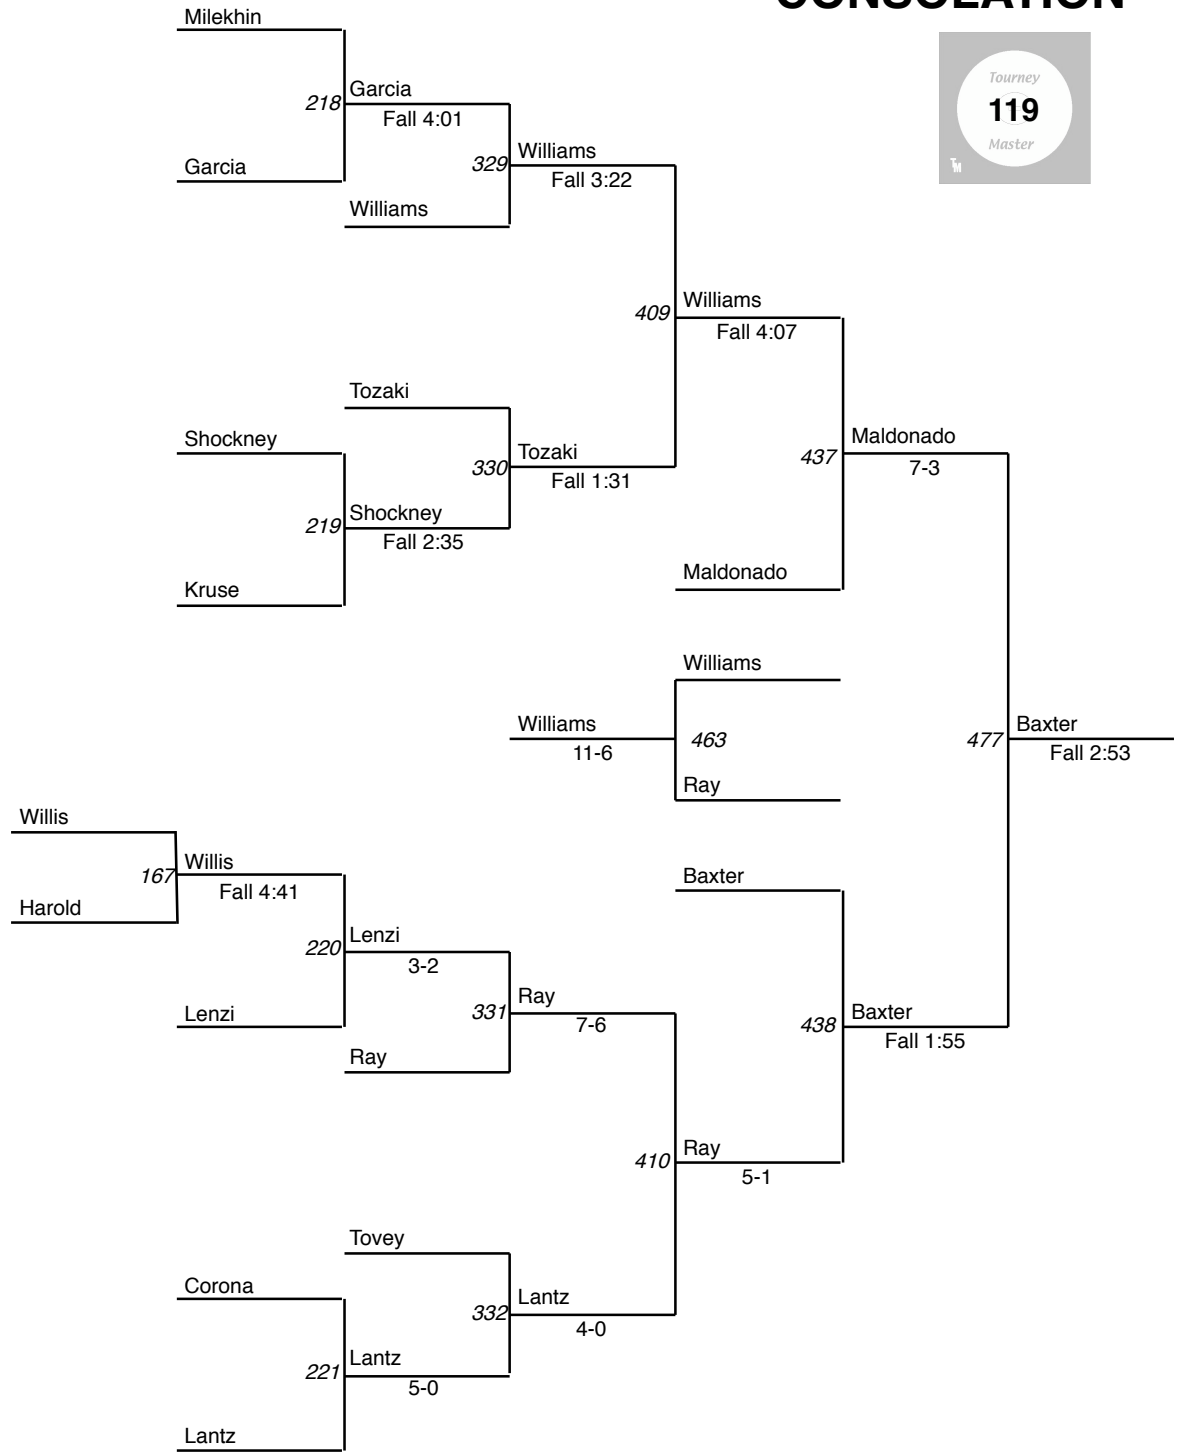 CONSOLATION
Milekhin
Tourney
119
Master
218
Garcia
Fall 4:01
329
Williams
Fall 3:22
Garcia
Williams
409
Williams
Fall 4:07
Tozaki
Shockney
330
Tozaki
Fall 1:31
437
Maldonado
7-3
219
Shockney
Fall 2:35
Kruse
Maldonado
Williams
Williams
11-6
463
477
Baxter
Fall 2:53
Ray
Willis
167
Willis
Fall 4:41
Baxter
Harold
220
Lenzi
3-2
331
Ray
7-6
438
Baxter
Fall 1:55
Lenzi
Ray
410
Ray
5-1
Tovey
Corona
332
Lantz
4-0
221
Lantz
5-0
Lantz